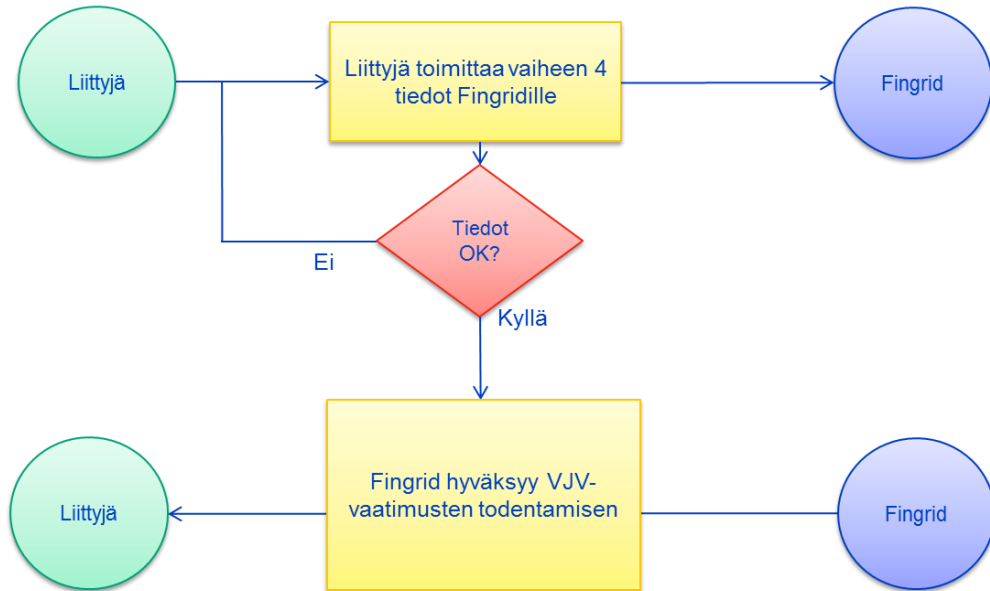 Liittyjä
Liittyjä toimittaa vaiheen 4
tiedot Fingridille
Fingrid
Tiedot
OK?
Ei
Kyllä
Liittyjä
Fingrid hyväksyy VJV-
vaatimusten todentamisen
Fingrid